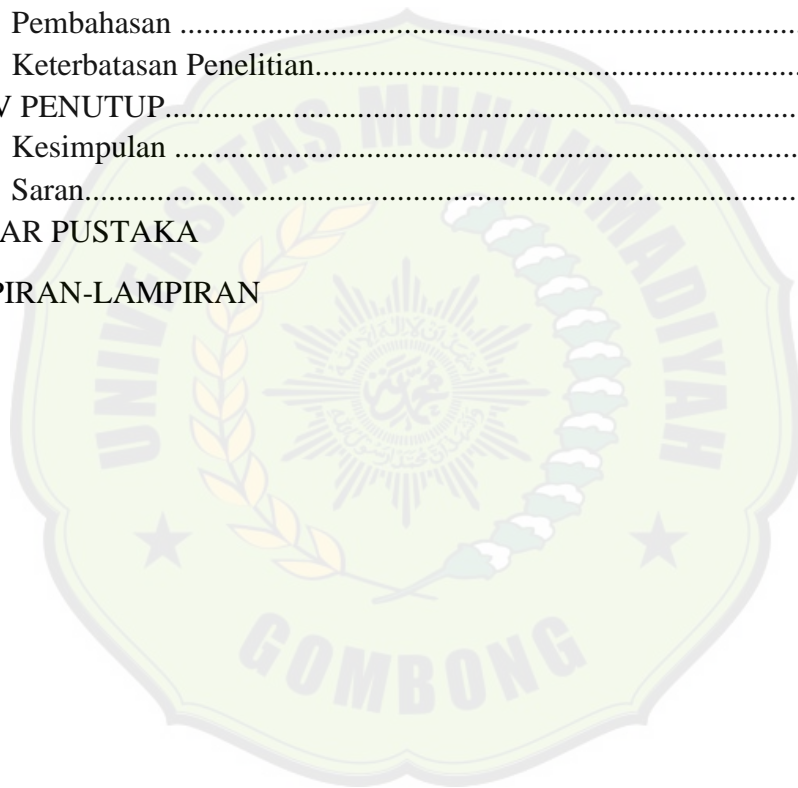 Pembahasan ..........................................................................................
Keterbatasan Penelitian..........................................................................
V PENUTUP..............................................................................................
Kesimpulan ...........................................................................................
Saran.......................................................................................................
AR PUSTAKA
PIRAN-LAMPIRAN
UNIVERSITAS MUHAMMADIYAH
GOMBONG